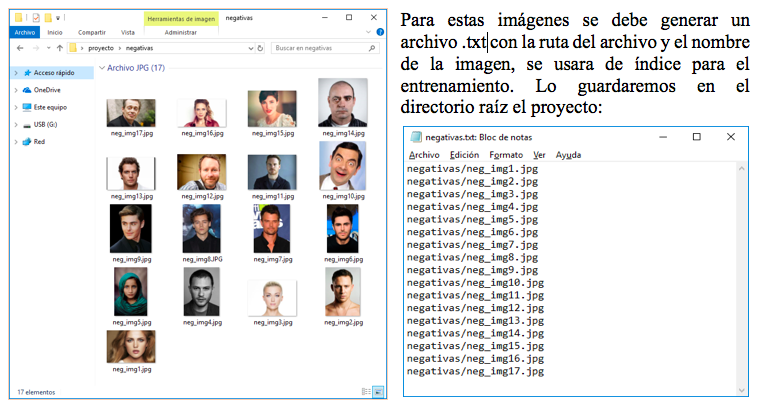 Herramientas de imagen
negativas
Archivo
Inicio
Compartir
Vista
Administrar
proyecto
negativas
Buscar en negativas
Acceso rápido
OneDrive
Este equipo
USB (G:)
Red
Archivo JPG (17)
neg_img17.jpg
neg_img16.jpg
neg_img15.jpg
neg_img14.jpg
neg_img13.jpg
neg_img12.jpg
neg_img11.jpg
neg_img10.jpg
neg_img9.jpg
neg_img8.JPG
neg_img7.jpg
neg_img6.jpg
neg_img5.jpg
neg_img4.jpg
neg_img3.jpg
neg_img2.jpg
neg_img1.jpg
17 elementos
Para estas imágenes se debe generar un
archivo .txt con la ruta del archivo y el nombre
de la imagen, se usara de índice para el
entrenamiento. Lo guardaremos en el
directorio raíz el proyecto:
negativas.txt: Bloc de notas
Archivo Edición Formato Ver Ayuda
negativas/neg_img1.jpg
negativas/neg_img2.jpg
negativas/neg_img3.jpg
negativas/neg_img4.jpg
negativas/neg_img5.jpg
negativas/neg_img6.jpg
negativas/neg_img7.jpg
negativas/neg_img8.jpg
negativas/neg_img9.jpg
negativas/neg_img10.jpg
negativas/neg_img11.jpg
negativas/neg_img12.jpg
negativas/neg_img13.jpg
negativas/neg_img14.jpg
negativas/neg_img15.jpg
negativas/neg_img16.jpg
negativas/neg_img17.jpg